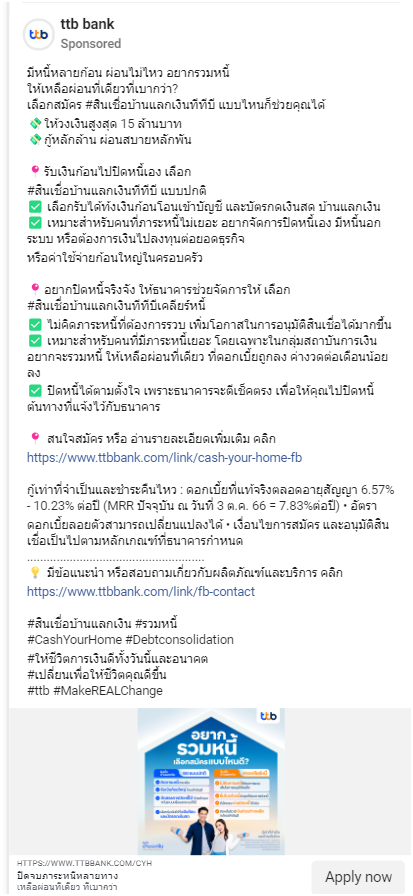 ttb bank
Sponsored
มีหนี้หลายก้อน ผ่อนไม่ไหว อยากรวมหนี้
ให้เหลือผ่อนที่เดียวที่เบากว่า?
เลือกสมัคร #สินเชื่อบ้านแลกเงินทีทีบี แบบไหนก็ช่วยคุณได้
💸 ให้วงเงินสูงสุด 15 ล้านบาท
💸 กู้หลักล้าน ผ่อนสบายหลักพัน
📍 รับเงินก้อนไปปิดหนี้เอง เลือก
#สินเชื่อบ้านแลกเงินทีทีบี แบบปกติ
✅ เลือกรับได้ทั้งเงินก้อนโอนเข้าบัญชี และบัตรกดเงินสด บ้านแลกเงิน
✅ เหมาะสำหรับคนที่ภาระหนี้ไม่เยอะ อยากจัดการปิดหนี้เอง มีหนี้นอก
ระบบ หรือต้องการเงินไปลงทุนต่อยอดธุรกิจ
หรือค่าใช้จ่ายก้อนใหญ่ในครอบครัว
📍 อยากปิดหนี้จริงจัง ให้ธนาคารช่วยจัดการให้ เลือก
#สินเชื่อบ้านแลกเงินทีทีบีเคลียร์หนี้
✅ ไม่คิดภาระหนี้ที่ต้องการรวบ เพิ่มโอกาสในการอนุมัติสินเชื่อได้มากขึ้น
✅ เหมาะสำหรับคนที่มีภาระหนี้เยอะ โดยเฉพาะในกลุ่มสถาบันการเงิน
อยากจะรวมหนี้ ให้เหลือผ่อนที่เดียว ที่ดอกเบี้ยถูกลง ค่างวดต่อเดือนน้อย
ลง
✅ ปิดหนี้ได้ตามตั้งใจ เพราะธนาคารจะตีเช็คตรง เพื่อให้คุณไปปิดหนี้
ต้นทางที่แจ้งไว้กับธนาคาร
📍 สนใจสมัคร หรือ อ่านรายละเอียดเพิ่มเติม คลิก
https://www.ttbbank.com/link/cash-your-home-fb
กู้เท่าที่จำเป็นและชำระคืนไหว : ดอกเบี้ยที่แท้จริงตลอดอายุสัญญา 6.57%
- 10.23% ต่อปี (MRR ปัจจุบัน ณ วันที่ 3 ต.ค. 66 = 7.83%ต่อปี) • อัตรา
ดอกเบี้ยลอยตัวสามารถเปลี่ยนแปลงได้ • เงื่อนไขการสมัคร และอนุมัติสิน
เชื่อเป็นไปตามหลักเกณฑ์ที่ธนาคารกำหนด
......................................................
💡 มีข้อแนะนำ หรือสอบถามเกี่ยวกับผลิตภัณฑ์และบริการ คลิก
https://www.ttbbank.com/link/fb-contact
#สินเชื่อบ้านแลกเงิน #รวมหนี้
#CashYourHome #Debtconsolidation
#ให้ชีวิตการเงินดีทั้งวันนี้และอนาคต
#เปลี่ยนเพื่อให้ชีวิตคุณดีขึ้น
#ttb #MakeREALChange
ttb
อยาก
รวมหนี้
เลือกสมัครแบบไหนดี?
HTTPS://WWW.TTBBANK.COM/CYH
ปิดจบภาระหนี้หลายทาง
เหลือผ่อนที่เดียว ที่เบากว่า
Apply now